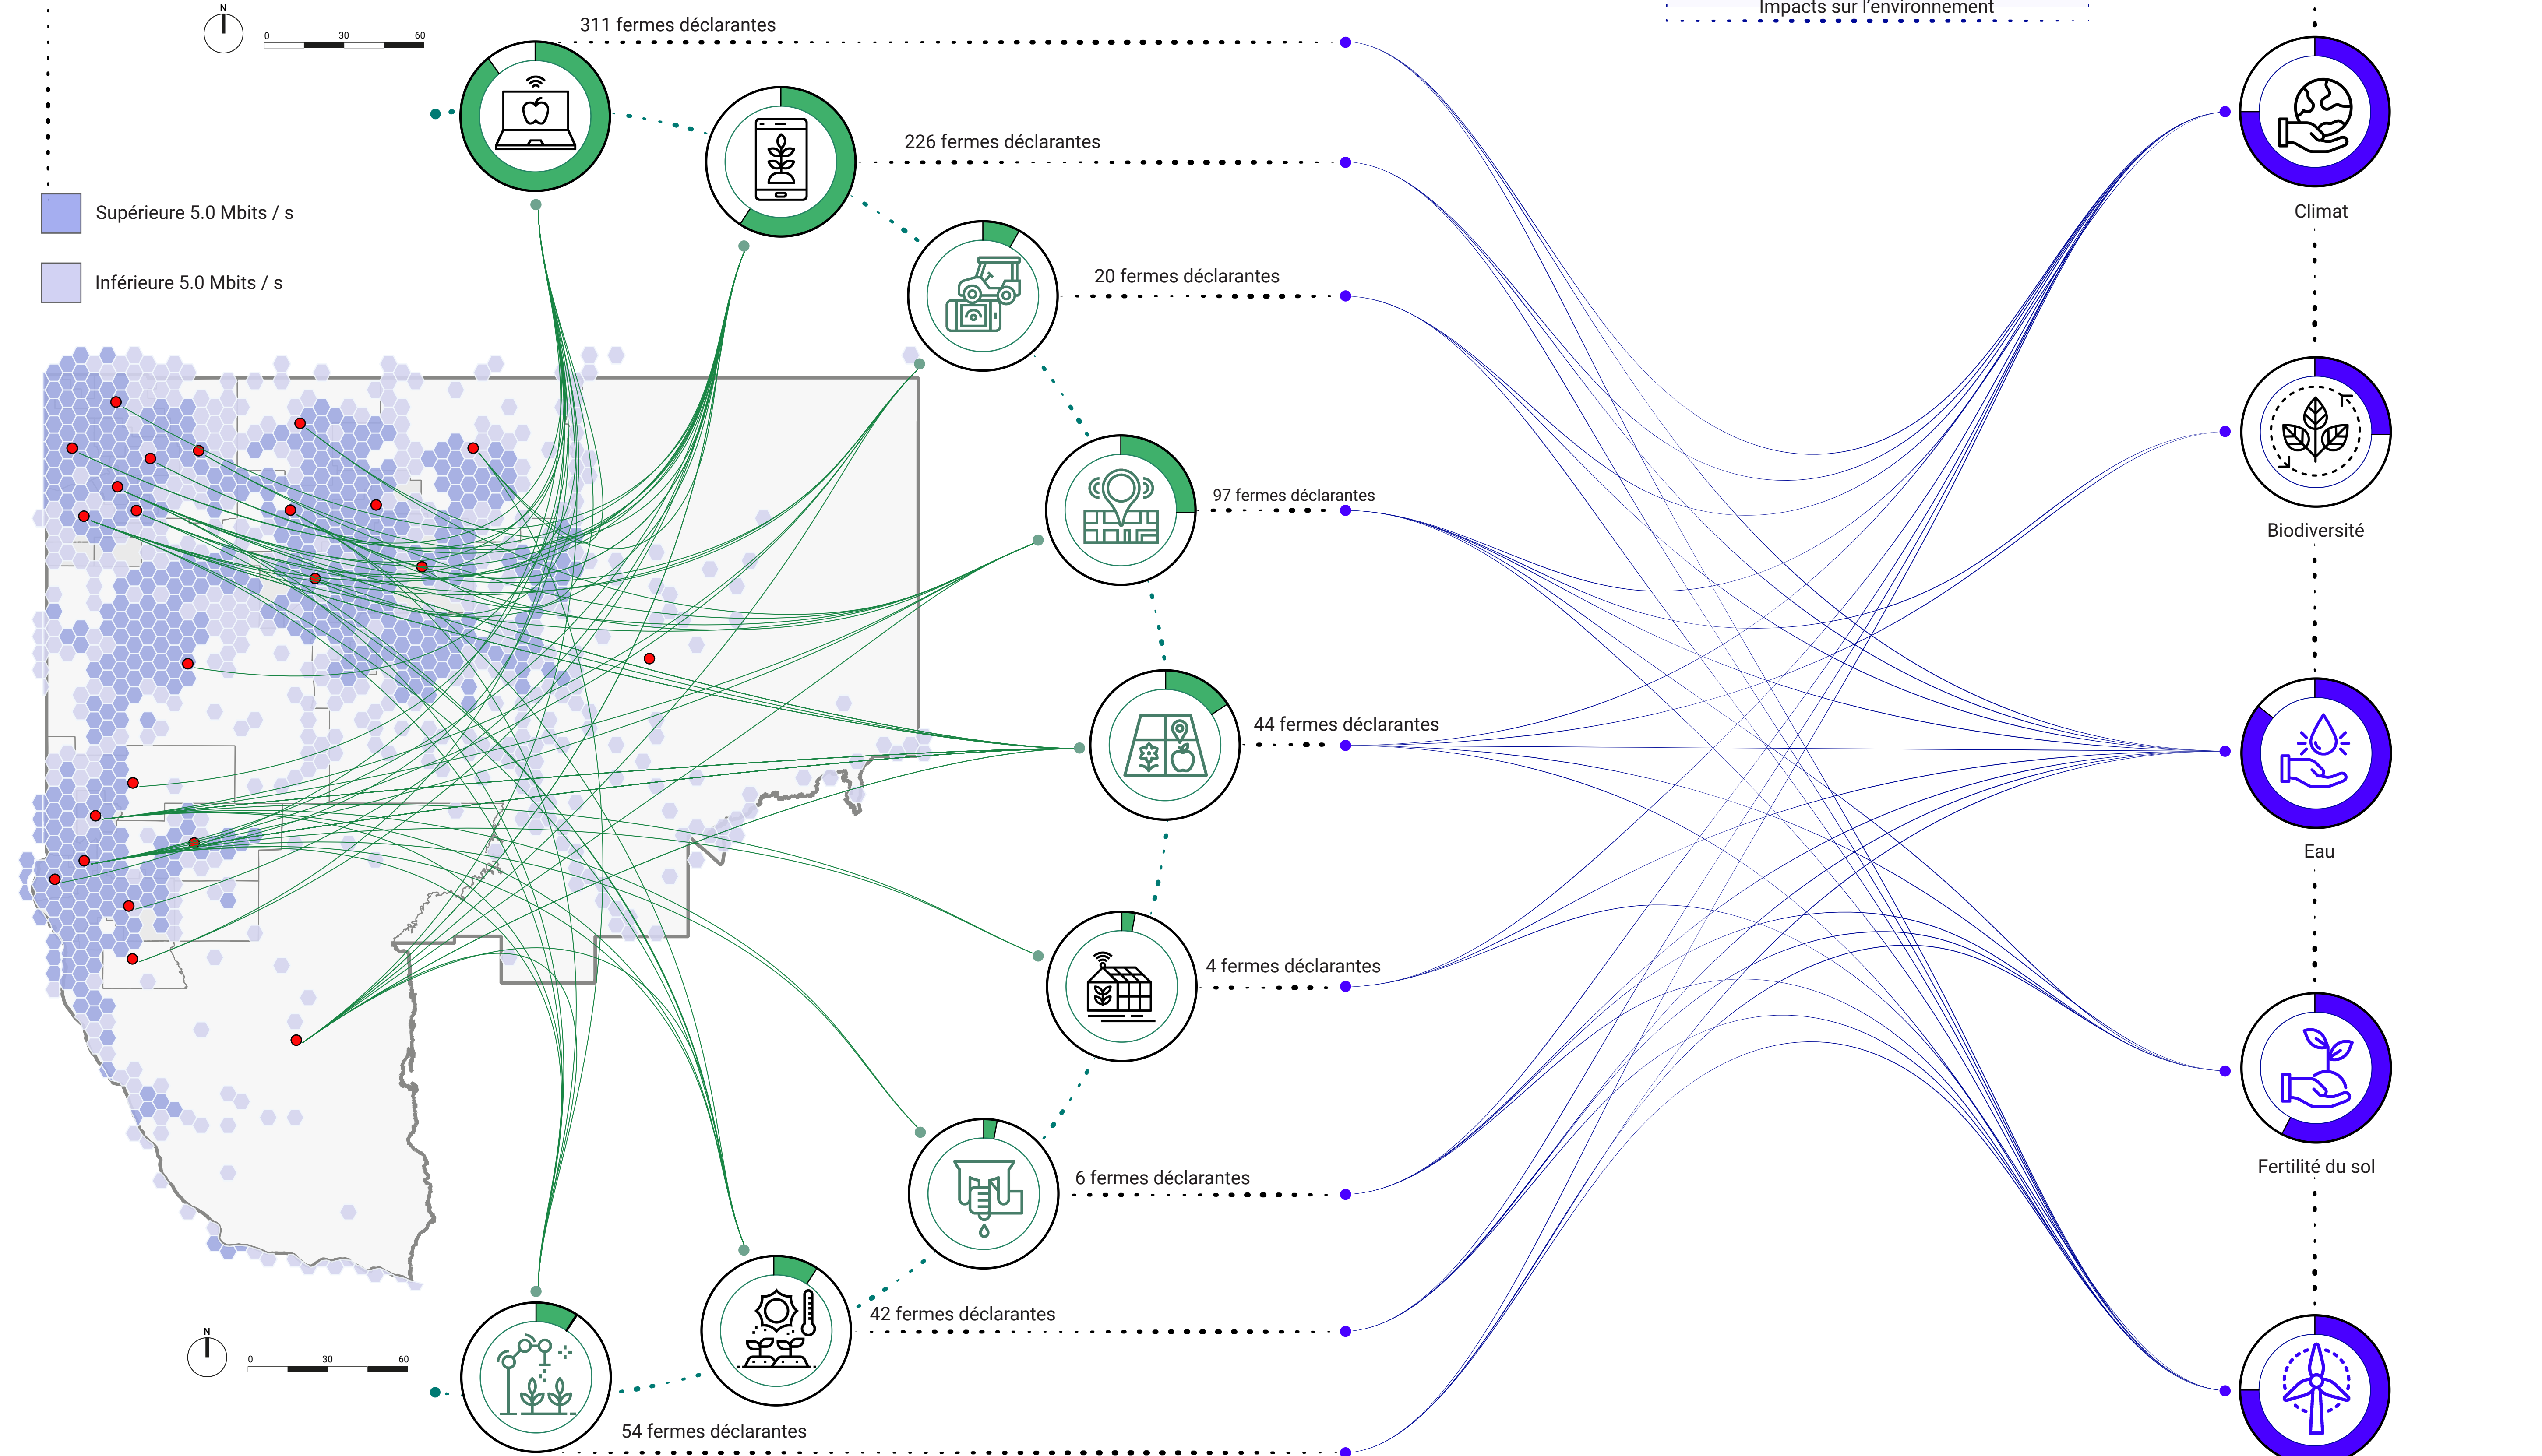 N
0 30 60
311 fermes déclarantes
Impacts sur l'environnement
226 fermes déclarantes
Supérieure 5.0 Mbits / s
Climat
20 fermes déclarantes
Inférieure 5.0 Mbits / s
97 fermes déclarantes
Biodiversité
44 fermes déclarantes
Eau
4 fermes déclarantes
Fertilité du sol
6 fermes déclarantes
42 fermes déclarantes
N
0 30 60
54 fermes déclarantes